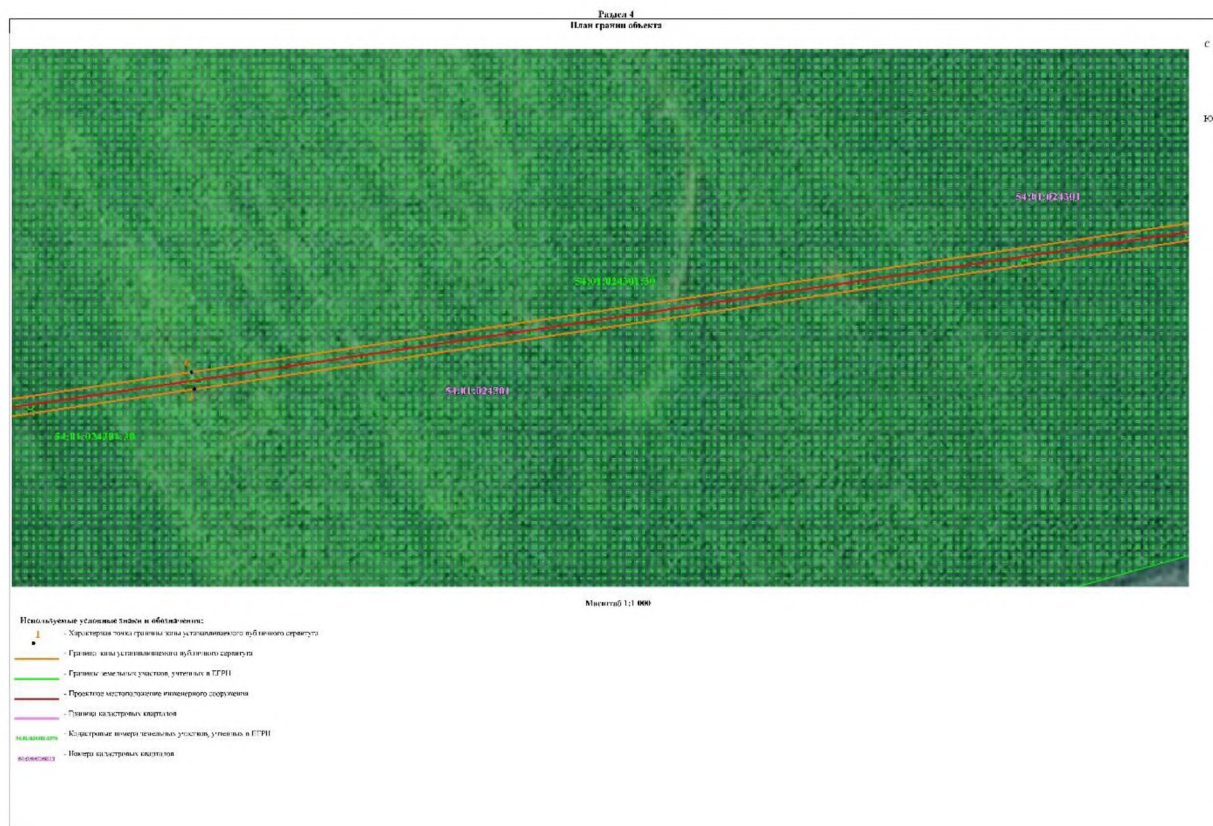 Раздел 4
План границ объекта
С
Ю
54:01:024301
54:01:024301:30
54:01:024301
54:01:024301:30
Масштаб 1:1 000
Используемые условные знаки и обозначения:
1
- Характерная точка границы зоны устанавливаемого публичного сервитута
- Граница зоны устанавливаемого публичного сервитута
- Границы земельных участков, учтенных в ЕГРН
- Проектное местоположение инженерного сооружения
- Граница кадастровых кварталов
- Кадастровые номера земельных участков, учтенных в ЕГРН
- Номера кадастровых кварталов